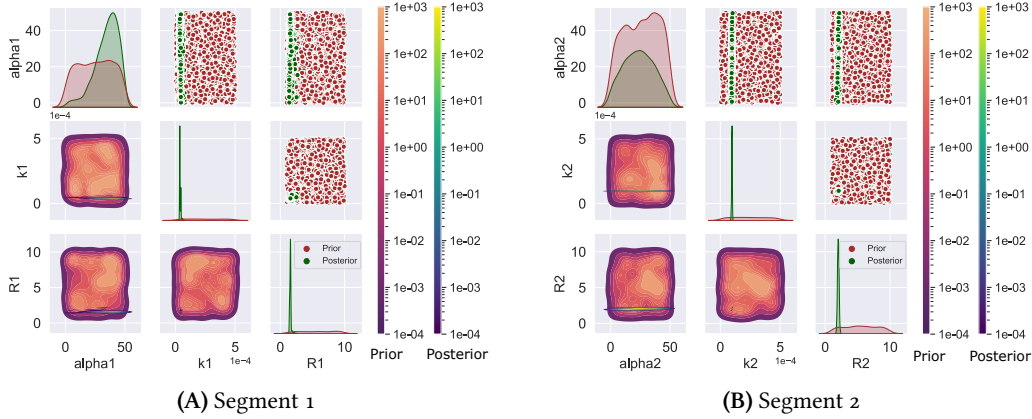 alpha1
40
20
0
1e−4
k1
5
0
R1
10
5
0
0 50
alpha1
0 5
1e−4
k1
0 10
R1
Prior
Posterior
1e+03
1e+02
1e+01
1e+00
1e-01
1e-02
1e-03
1e-04
Prior
1e+03
1e+02
1e+01
1e+00
1e-01
1e-02
1e-03
1e-04
Posterior
(A) Segment 1
alpha2
40
20
0
1e−4
k2
5
0
R2
10
5
0
0 50
alpha2
0 5
1e−4
k2
0 10
R2
Prior
Posterior
1e+03
1e+02
1e+01
1e+00
1e-01
1e-02
1e-03
1e-04
Prior
1e+03
1e+02
1e+01
1e+00
1e-01
1e-02
1e-03
1e-04
Posterior
(B) Segment 2